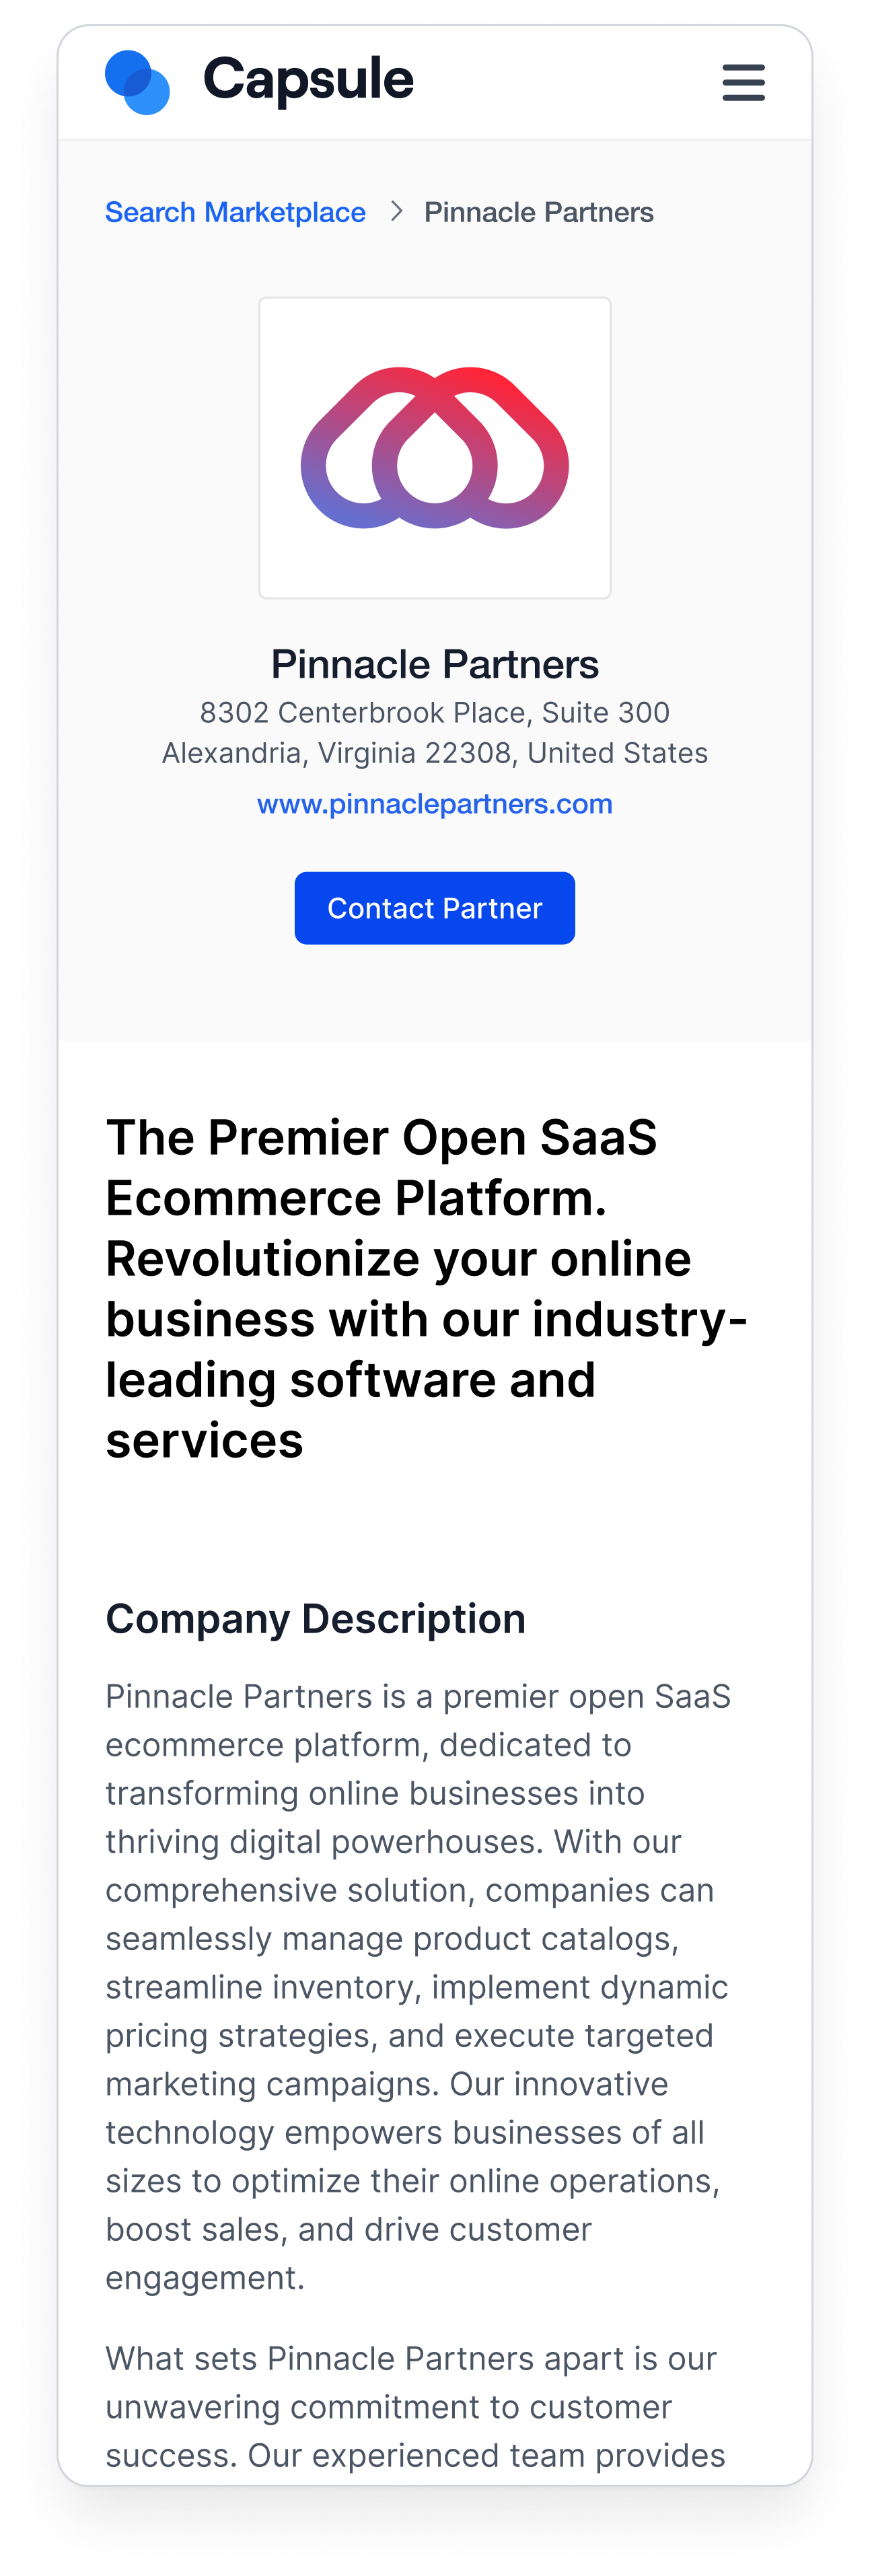 Capsule
Search Marketplace > Pinnacle Partners
Pinnacle Partners
8302 Centerbrook Place, Suite 300
Alexandria, Virginia 22308, United States
www.pinnaclepartners.com
Contact Partner
The Premier Open SaaS
Ecommerce Platform.
Revolutionize your online
business with our industry-
leading software and
services
Company Description
Pinnacle Partners is a premier open SaaS
ecommerce platform, dedicated to
transforming online businesses into
thriving digital powerhouses. With our
comprehensive solution, companies can
seamlessly manage product catalogs,
streamline inventory, implement dynamic
pricing strategies, and execute targeted
marketing campaigns. Our innovative
technology empowers businesses of all
sizes to optimize their online operations,
boost sales, and drive customer
engagement.
What sets Pinnacle Partners apart is our
unwavering commitment to customer
success. Our experienced team provides